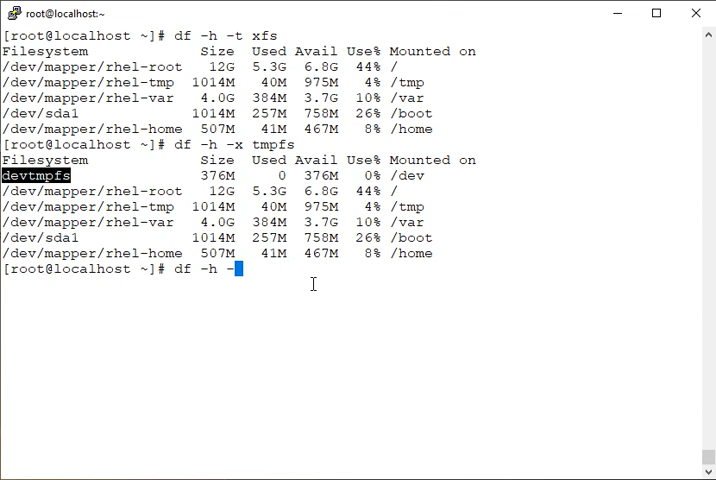 root@localhost:~
[root@localhost ~]# df -h -t xfs
Filesystem             Size  Used Avail Use% Mounted on
/dev/mapper/rhel-root   12G  5.3G  6.8G  44% /
/dev/mapper/rhel-tmp  1014M   40M  975M   4% /tmp
/dev/mapper/rhel-var  4.0G  384M  3.7G  10% /var
/dev/sda1             1014M  257M  758M  26% /boot
/dev/mapper/rhel-home  507M   41M  467M   8% /home
[root@localhost ~]# df -h -x tmpfs
Filesystem             Size  Used Avail Use% Mounted on
devtmpfs               376M     0  376M   0% /dev
/dev/mapper/rhel-root   12G  5.3G  6.8G  44% /
/dev/mapper/rhel-tmp  1014M   40M  975M   4% /tmp
/dev/mapper/rhel-var  4.0G  384M  3.7G  10% /var
/dev/sda1             1014M  257M  758M  26% /boot
/dev/mapper/rhel-home  507M   41M  467M   8% /home
[root@localhost ~]# df -h -